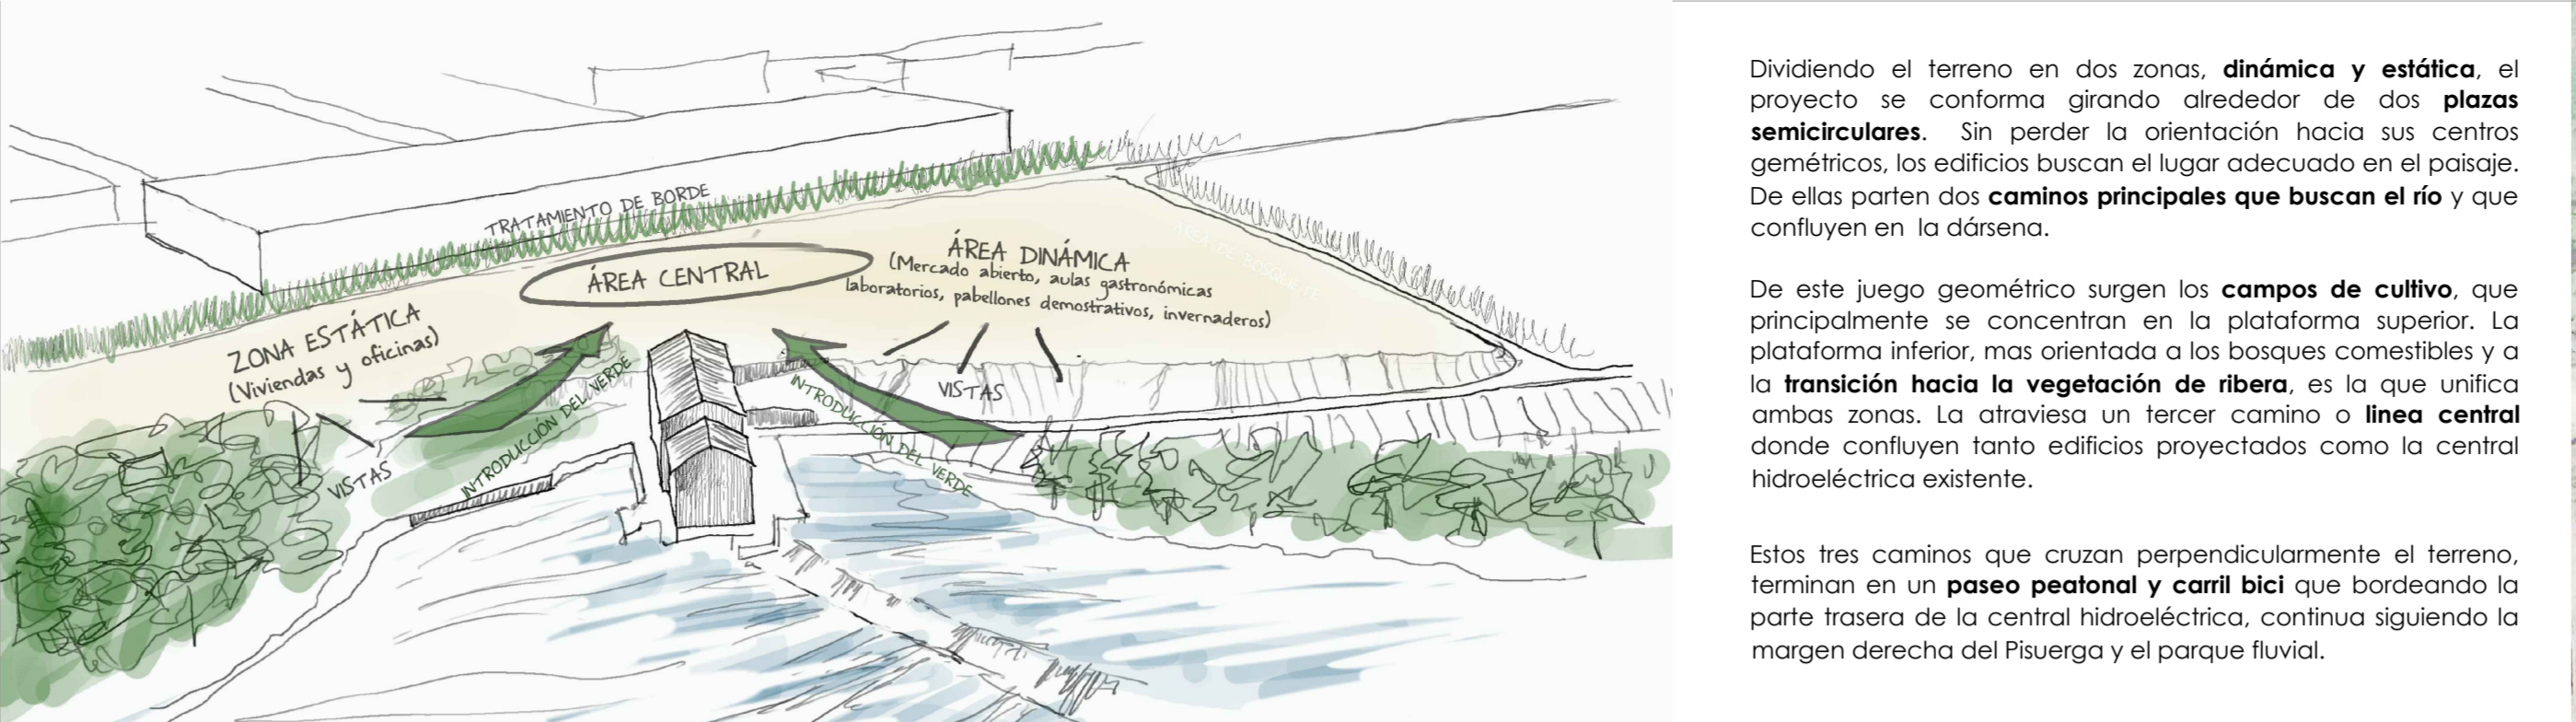 TRATAMIENTO DE BORDE
ÁREA CENTRAL
ÁREA DINÁMICA
(Mercado abierto, aulas gastronómicas
laboratorios, pabellones demostrativos, invernaderos)
ÁREA DE BOSQUETE
ZONA ESTÁTICA
(Viviendas y oficinas)
VISTAS
INTRODUCCIÓN DEL VERDE
INTRODUCCIÓN DEL VERDE
VISTAS
Dividiendo el terreno en dos zonas, dinámica y estática, el
proyecto se conforma girando alrededor de dos plazas
semicirculares. Sin perder la orientación hacia sus centros
gemétricos, los edificios buscan el lugar adecuado en el paisaje.
De ellas parten dos caminos principales que buscan el río y que
confluyen en la dársena.
De este juego geométrico surgen los campos de cultivo, que
principalmente se concentran en la plataforma superior. La
plataforma inferior, mas orientada a los bosques comestibles y a
la transición hacia la vegetación de ribera, es la que unifica
ambas zonas. La atraviesa un tercer camino o linea central
donde confluyen tanto edificios proyectados como la central
hidroeléctrica existente.
Estos tres caminos que cruzan perpendicularmente el terreno,
terminan en un paseo peatonal y carril bici que bordeando la
parte trasera de la central hidroeléctrica, continua siguiendo la
margen derecha del Pisuerga y el parque fluvial.